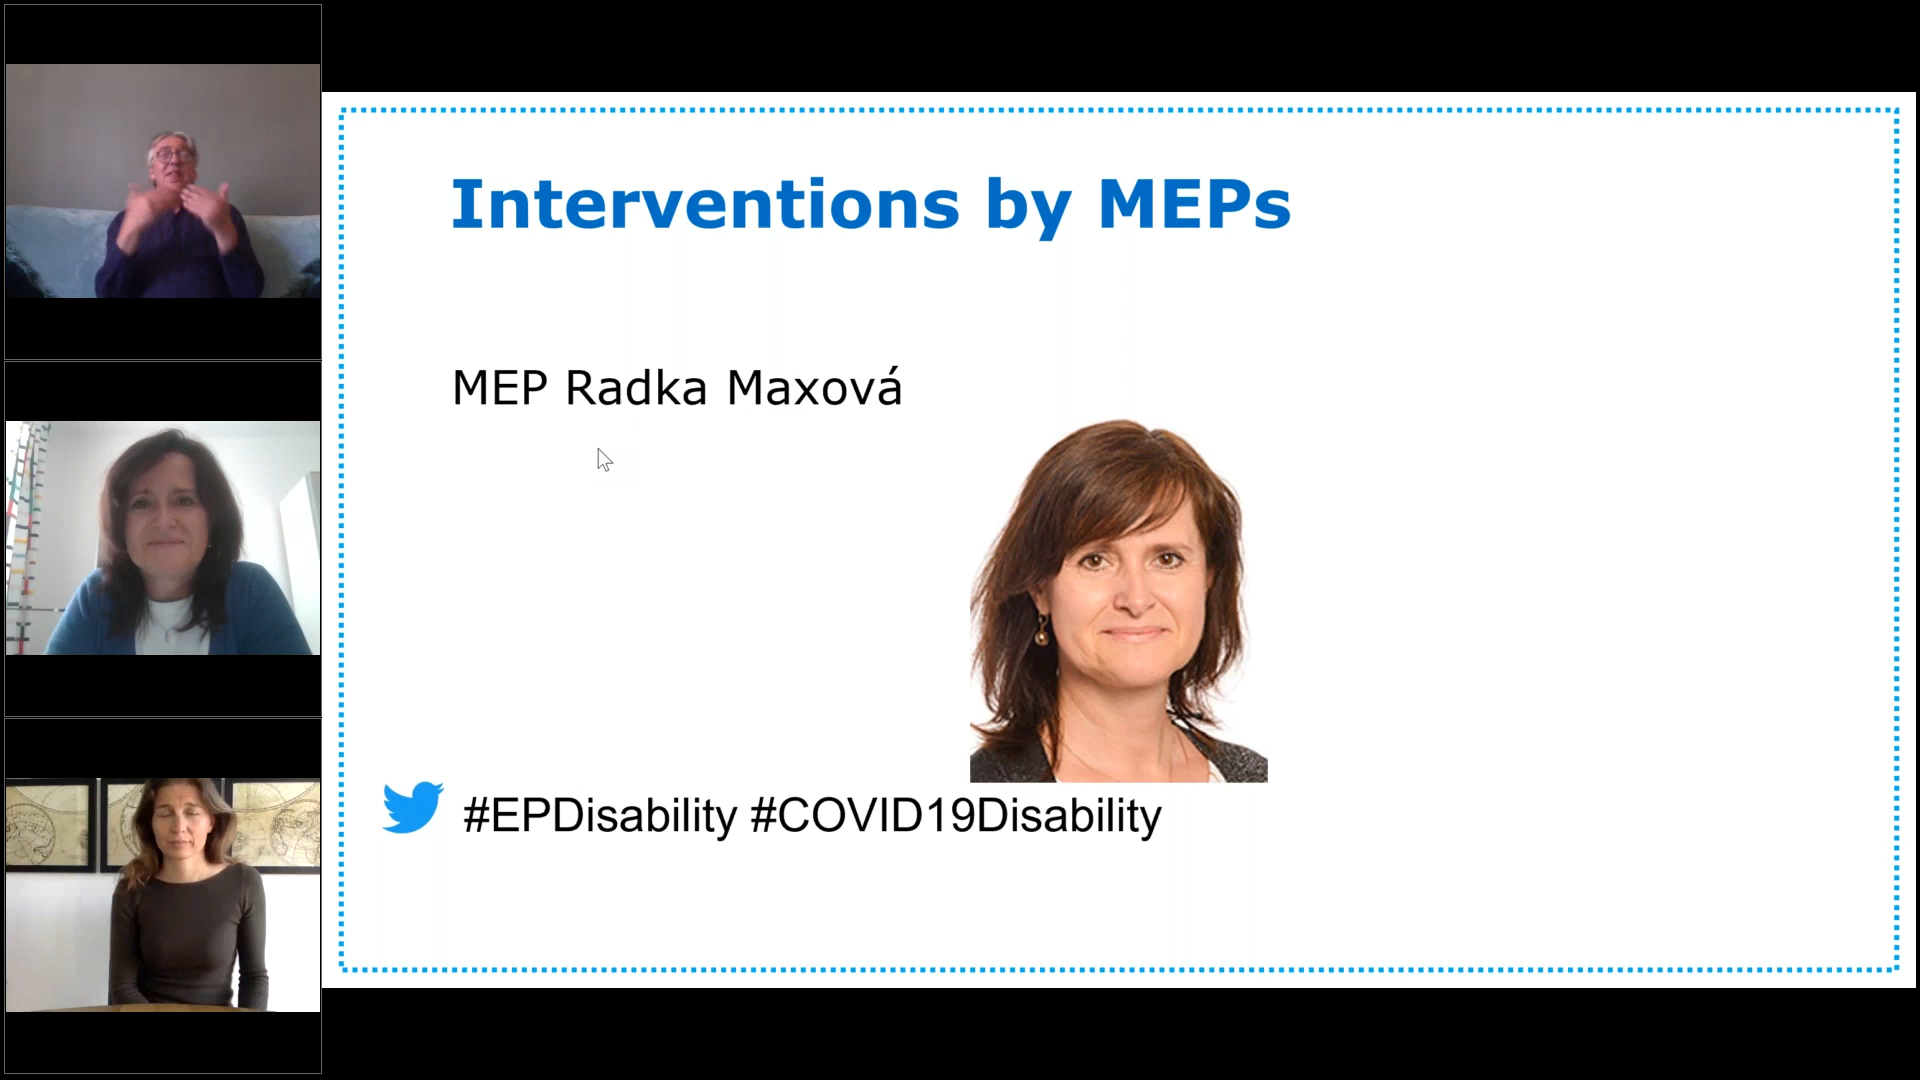 Interventions by MEPs
MEP Radka Maxová
#EPDisability #COVID19Disability